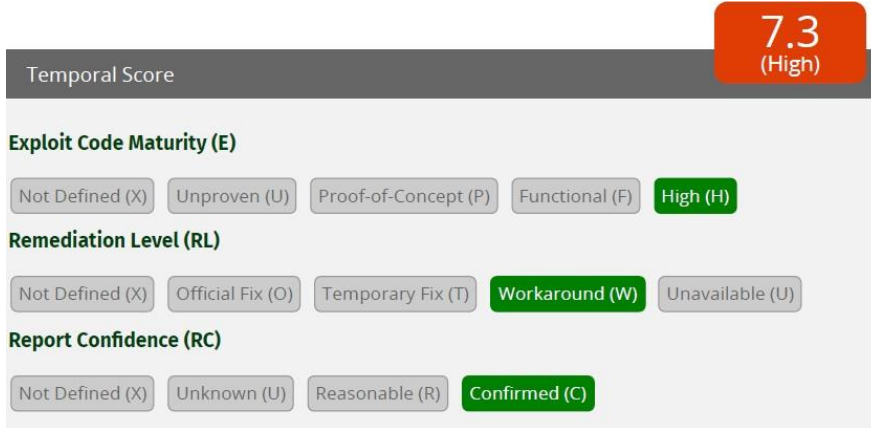 7.3
(High)
Temporal Score
Exploit Code Maturity (E)
Not Defined (X) Unproven (U) Proof-of-Concept (P) Functional (F) High (H)
Remediation Level (RL)
Not Defined (X) Official Fix (O) Temporary Fix (T) Workaround (W) Unavailable (U)
Report Confidence (RC)
Not Defined (X) Unknown (U) Reasonable (R) Confirmed (C)